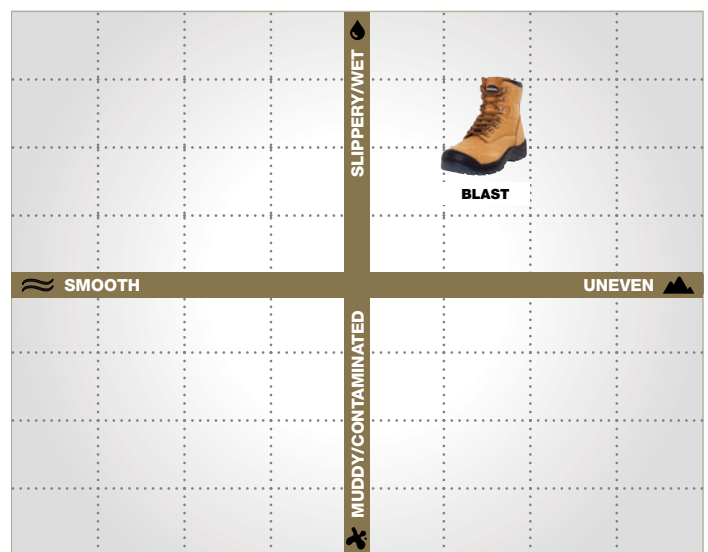 SLIPPERY/WET
BLAST
SMOOTH
UNEVEN
MUDDY/CONTAMINATED